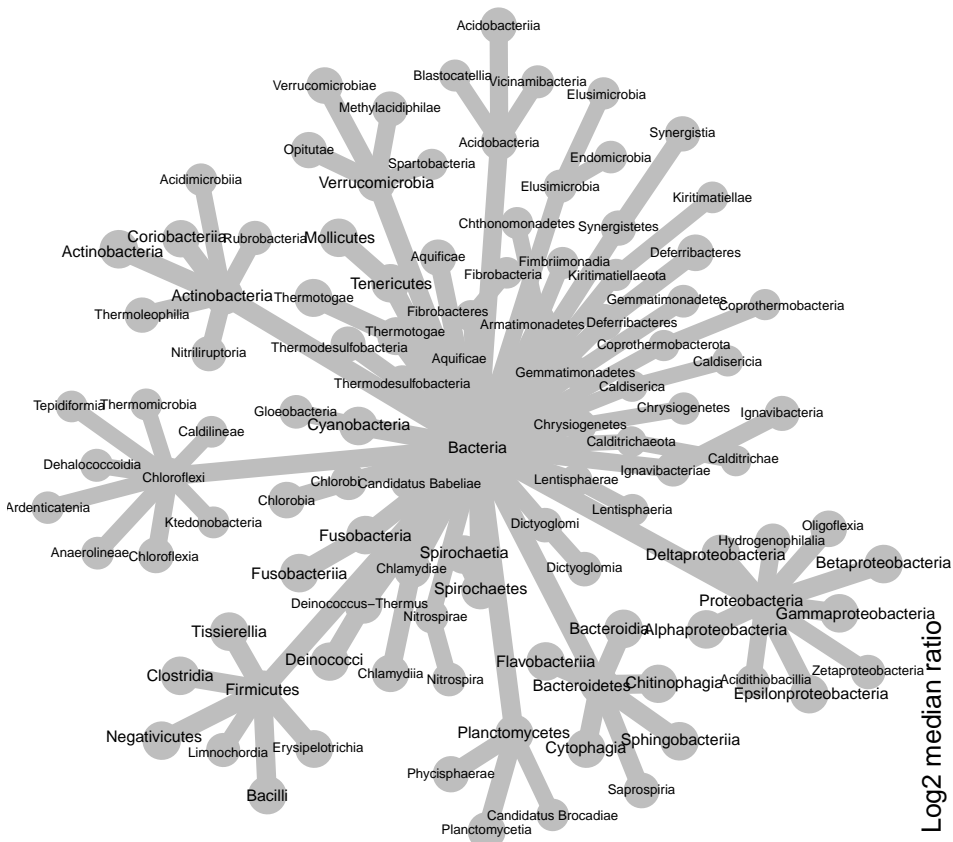 Acidobacteriia
Blastocatellia
Vicinamibacteria
Verrucomicrobiae
Elusimicrobia
Methylacidiphilae
Synergistia
Acidobacteria
Opitutae
Endomicrobia
Spartobacteria
Verrucomicrobia
Acidimicrobiia
Elusimicrobia
Kiritimatiellae
Chthonomonadetes
Synergistetes
Coriobacteriia
Rubrobacteria
Mollicutes
Actinobacteria
Deferribacteres
Aquificae
Fimbriimonadia
Fibrobacteria
Kiritimatiellaeota
Tenericutes
Actinobacteria
Thermotogae
Gemmatimonadetes
Coprothermobacteria
Thermoleophilia
Fibrobacteres
Armatimonadetes
Deferribacteres
Thermotogae
Nitriliruptoria
Thermodesulfobacteria
Coprothermobacterota
Aquificae
Caldisericia
Gemmatimonadetes
Thermodesulfobacteria
Caldiserica
Tepidiformia
Thermomicrobia
Gloeobacteria
Chrysiogenetes
Ignavibacteria
Cyanobacteria
Chrysiogenetes
Caldilineae
Calditrichaeota
Bacteria
Calditrichae
Dehalococcoidia
Ignavibacteriae
Chloroflexi
Chlorobi
Candidatus Babeliae
Lentisphaerae
Chlorobia
Ardenticatenia
Lentisphaeria
Ktedonobacteria
Dictyoglomi
Oligoflexia
Fusobacteria
Hydrogenophilalia
Anaerolineae
Chloroflexia
Spirochaetia
Deltaproteobacteria
Betaproteobacteria
Chlamydiae
Dictyoglomia
Fusobacteriia
Spirochaetes
Deinococcus−Thermus
Proteobacteria
Nitrospirae
Gammaproteobacteria
Tissierellia
Bacteroidia
Alphaproteobacteria
Deinococci
Flavobacteriia
Clostridia
Chlamydiia
Nitrospira
Zetaproteobacteria
Acidithiobacillia
Firmicutes
Bacteroidetes
Chitinophagia
Epsilonproteobacteria
Negativicutes
Planctomycetes
Limnochordia
Erysipelotrichia
Cytophagia
Sphingobacteriia
Phycisphaerae
Saprospiria
Bacilli
Candidatus Brocadiae
Planctomycetia
Log2 median ratio